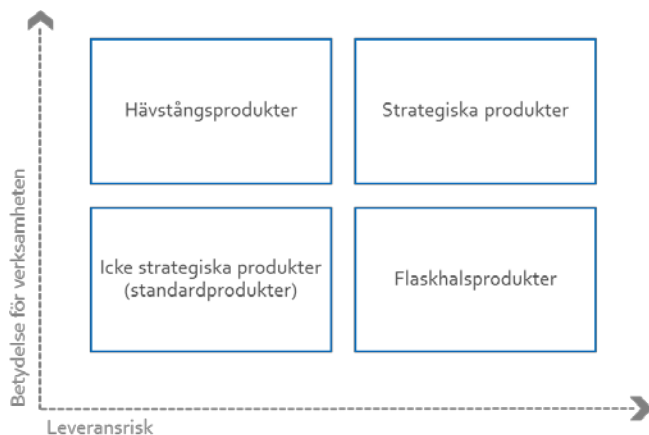 Hävstångsprodukter
Strategiska produkter
Icke strategiska produkter
(standardprodukter)
Flaskhalsprodukter
Betydelse för verksamheten
Leveransrisk